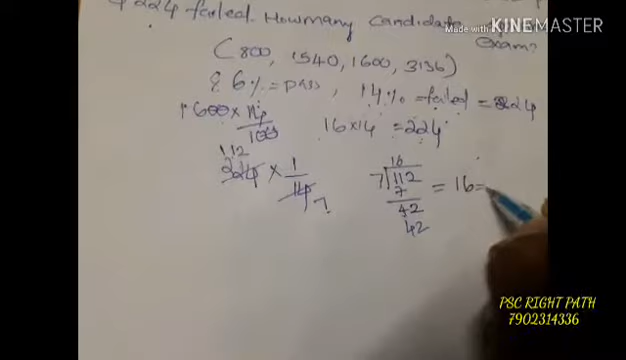 224 failed. How many Candidate
Made with KINEMASTER
exam?
(800, 1540, 1600, 3136)
86% = pass, 14% = failed = 224
1600 × 14/100
16×14 = 224
112
224 × 1/14 7
16
7)112 = 16=
7
42
42
PSC RIGHT PATH
7902314336